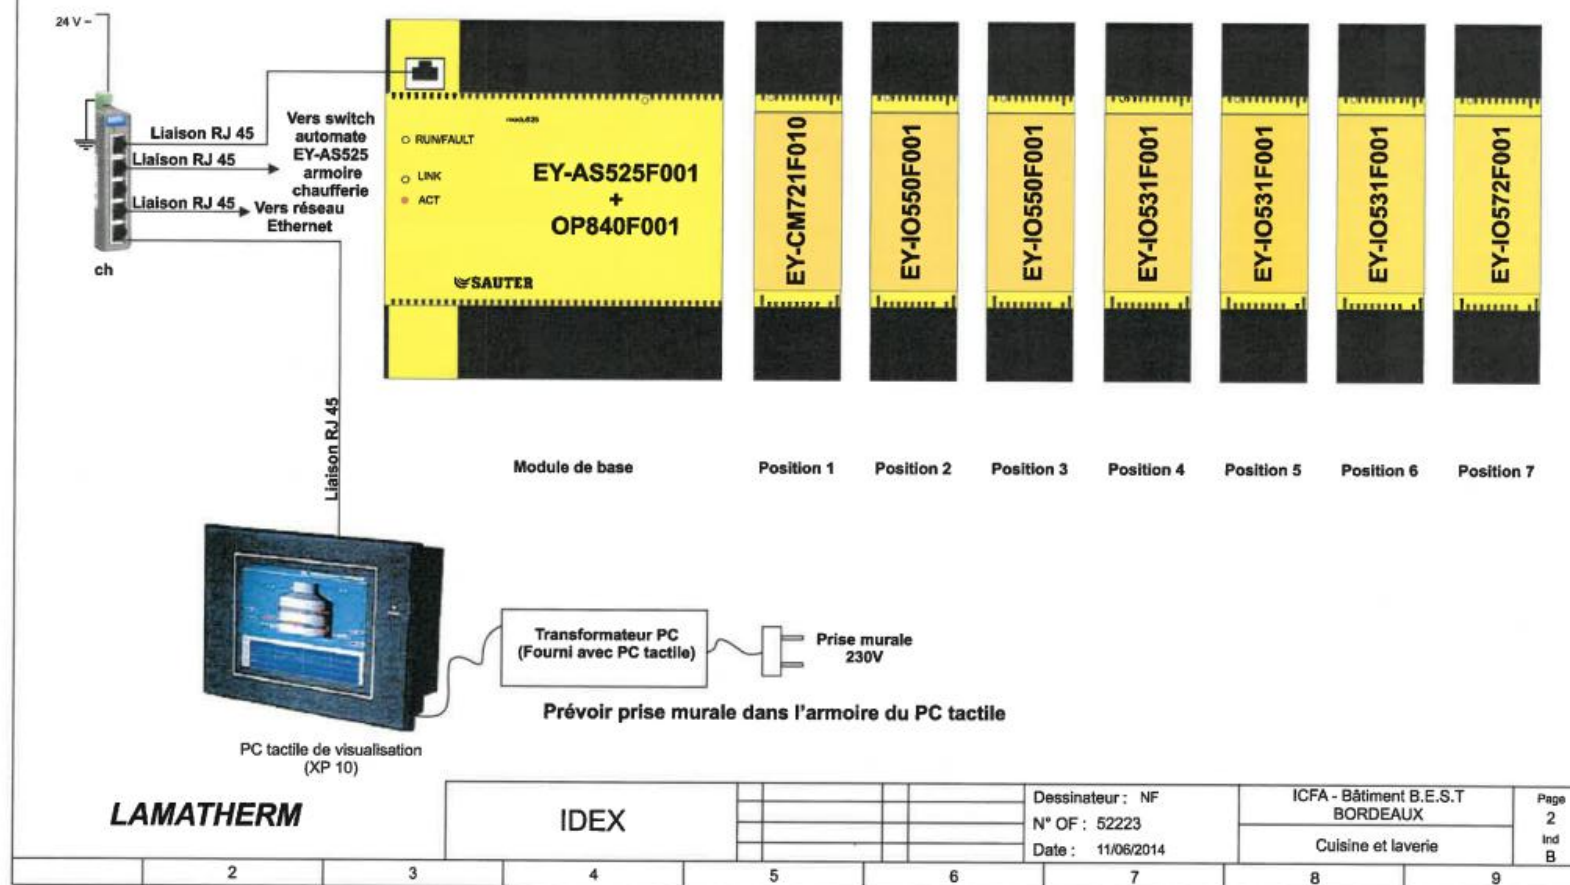 24 V ~
Liaison RJ 45
Liaison RJ 45
Liaison RJ 45
Vers switch
automate
EY-AS525
armoire
chaufferie
Vers réseau
Ethernet
ch
RUN/FAULT
LINK
ACT
EY-AS525F001
+
OP840F001
SAUTER
EY-CM721F010
EY-IO550F001
EY-IO550F001
EY-IO531F001
EY-IO531F001
EY-IO531F001
EY-IO572F001
Module de base
Position 1
Position 2
Position 3
Position 4
Position 5
Position 6
Position 7
Liaison RJ 45
Transformateur PC
(Fourni avec PC tactile)
Prise murale
230V
Prévoir prise murale dans l'armoire du PC tactile
PC tactile de visualisation
(XP 10)
LAMATHERM
IDEX
Dessinateur : NF
N° OF : 52223
Date : 11/06/2014
ICFA - Bâtiment B.E.S.T
BORDEAUX
Cuisine et laverie
Page
2
Ind
B
2 3 4 5 6 7 8 9